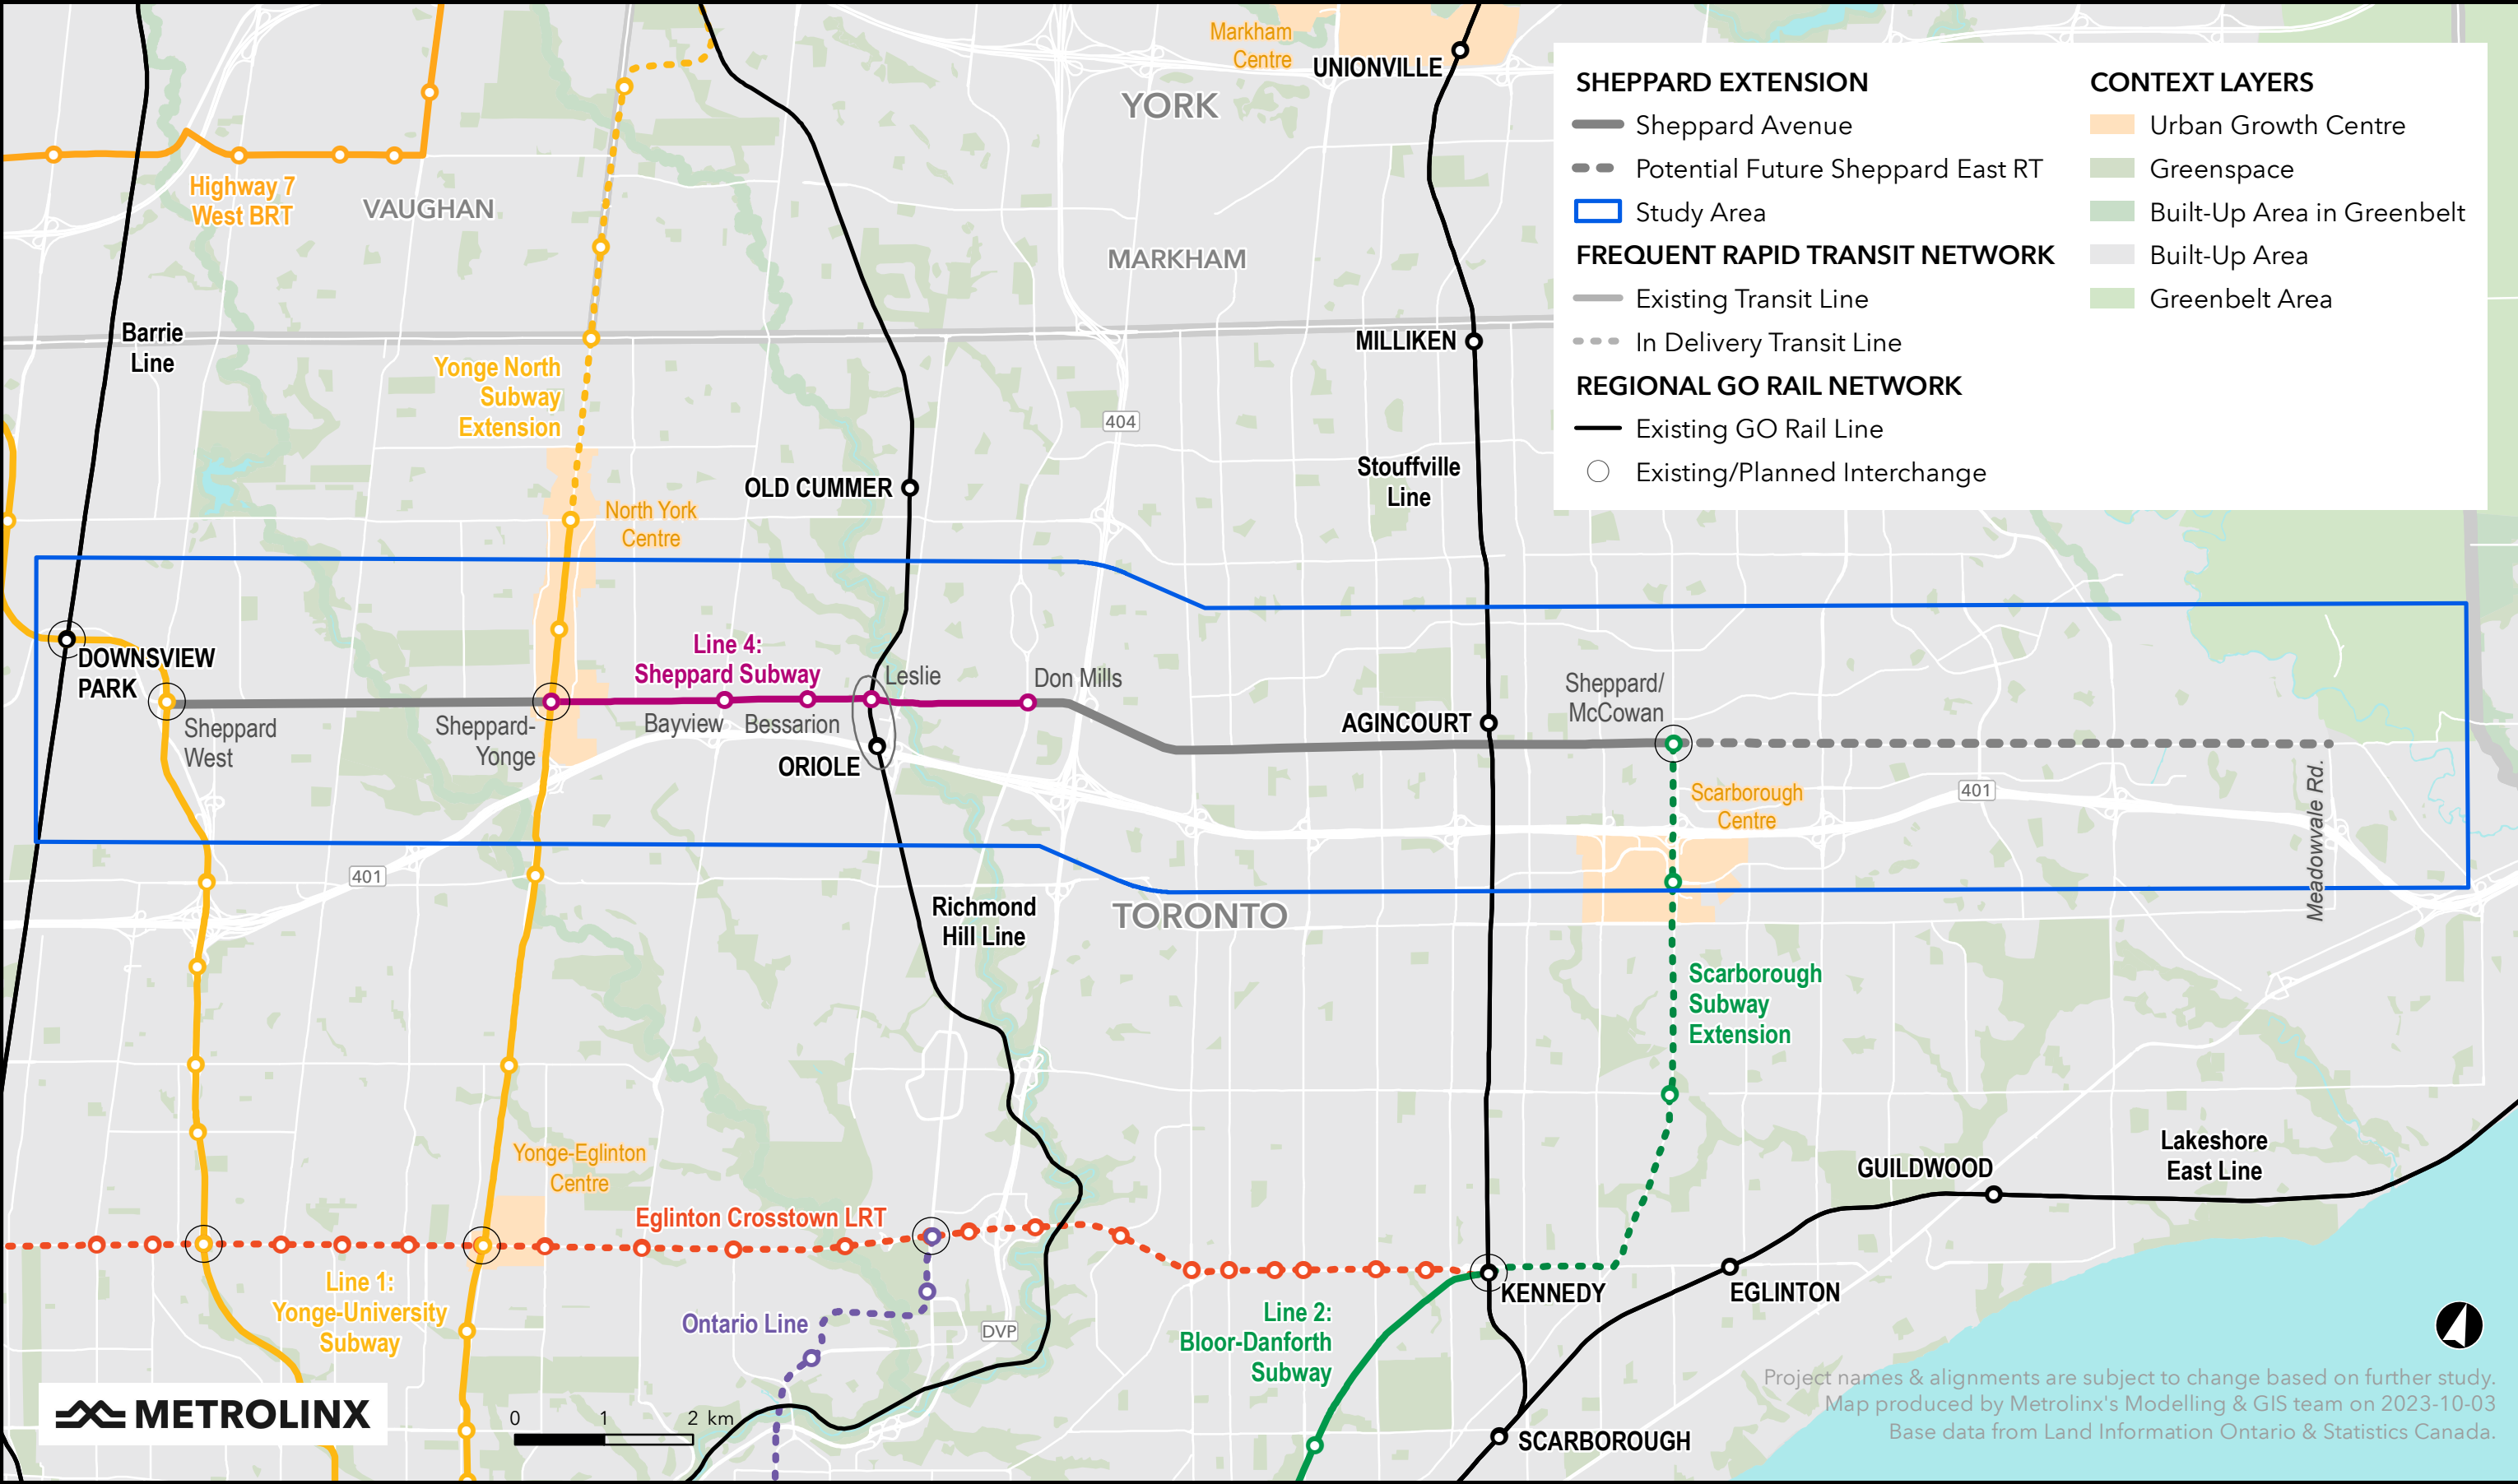 Markham
Centre
UNIONVILLE
YORK
SHEPPARD EXTENSION
Sheppard Avenue
Potential Future Sheppard East RT
Study Area
FREQUENT RAPID TRANSIT NETWORK
Existing Transit Line
In Delivery Transit Line
REGIONAL GO RAIL NETWORK
Existing GO Rail Line
Existing/Planned Interchange
CONTEXT LAYERS
Urban Growth Centre
Greenspace
Built-Up Area in Greenbelt
Built-Up Area
Greenbelt Area
Highway 7
West BRT
VAUGHAN
MARKHAM
Barrie
Line
MILLIKEN
Yonge North
Subway
Extension
404
Stouffville
Line
OLD CUMMER
North York
Centre
DOWNSVIEW
PARK
Line 4:
Sheppard Subway
Leslie
Don Mills
Sheppard/
McCowan
Sheppard
West
Sheppard-
Yonge
Bayview
Bessarion
AGINCOURT
ORIOLE
Scarborough
Centre
401
Meadowvale Rd.
401
Richmond
Hill Line
TORONTO
Scarborough
Subway
Extension
Yonge-Eglinton
Centre
Lakeshore
East Line
GUILDWOOD
Eglinton Crosstown LRT
Line 1:
Yonge-University
Subway
KENNEDY
EGLINTON
Ontario Line
DVP
Line 2:
Bloor-Danforth
Subway
METROLINX
0 1 2 km
SCARBOROUGH
Project names & alignments are subject to change based on further study.
Map produced by Metrolinx's Modelling & GIS team on 2023-10-03
Base data from Land Information Ontario & Statistics Canada.